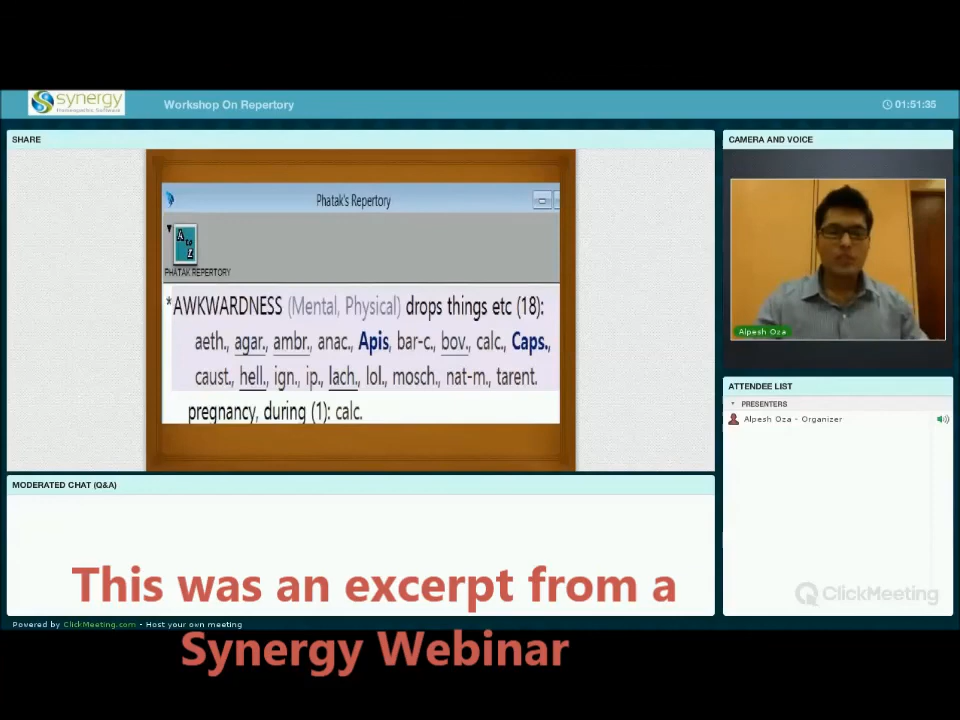 synergy
Homeopathic Software
Workshop On Repertory
01:51:35
SHARE
CAMERA AND VOICE
Phatak's Repertory
A to Z
PHATAK REPERTORY
*AWKWARDNESS (Mental, Physical) drops things etc (18):
aeth., agar., ambr., anac., Apis, bar-c., bov., calc., Caps.,
caust., hell., ign., ip., lach., lol., mosch., nat-m., tarent.
pregnancy, during (1): calc.
Alpesh Oza
ATTENDEE LIST
PRESENTERS
Alpesh Oza - Organizer
MODERATED CHAT (Q&A)
This was an excerpt from a
ClickMeeting
Powered by ClickMeeting.com • Host your own meeting
Synergy Webinar